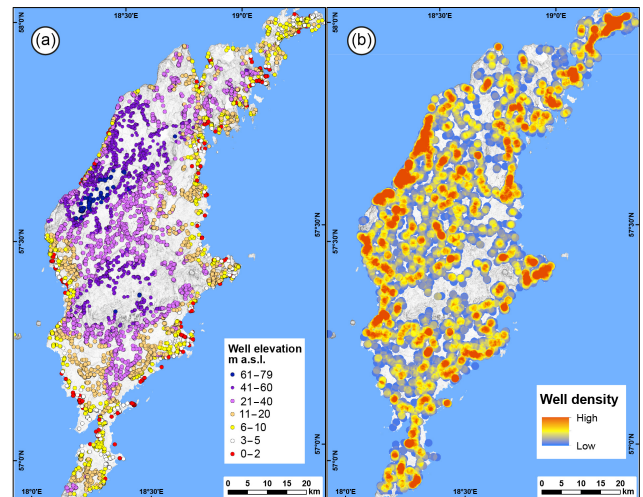 18°30'E
19°0'E
(a)
58°0'N
57°30'N
57°0'N
Well elevation
m a.s.l.
61–79
41–60
21–40
11–20
6–10
3–5
0–2
0 5 10 15 20
km
18°0'E
18°30'E
18°30'E
19°0'E
(b)
58°0'N
57°30'N
57°0'N
Well density
High
Low
0 5 10 15 20
km
18°0'E
18°30'E